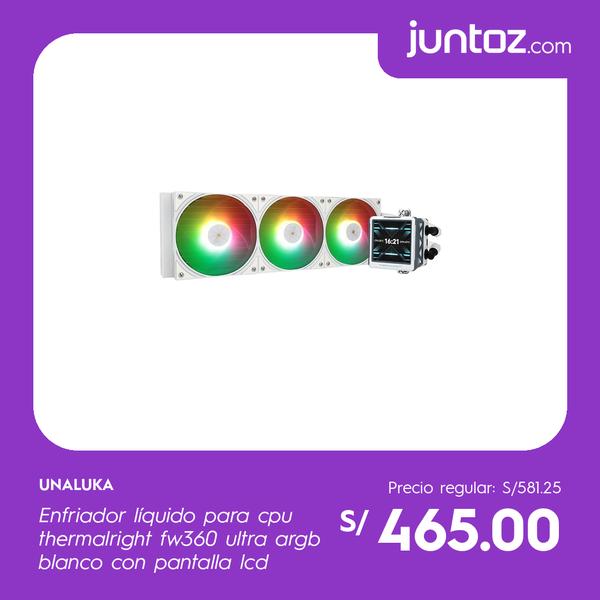 juntoz.com
16:21
UNALUKA
Enfriador líquido para cpu
thermalright fw360 ultra argb
blanco con pantalla lcd
Precio regular: S/581.25
S/ 465.00